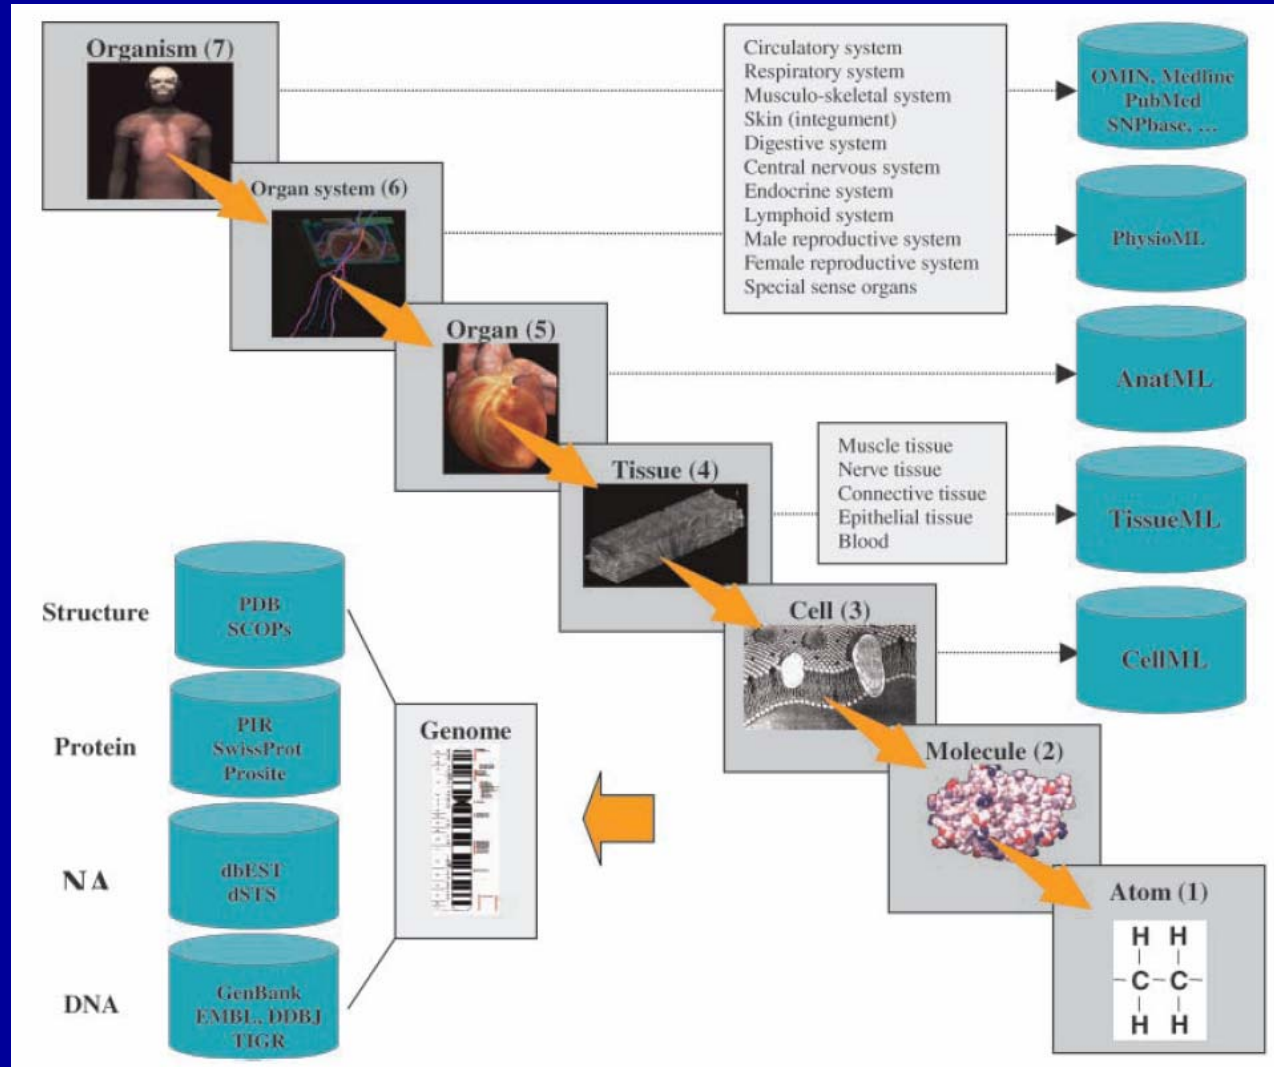 Organism (7)
Circulatory system
Respiratory system
Musculo-skeletal system
Skin (integument)
Digestive system
Central nervous system
Endocrine system
Lymphoid system
Male reproductive system
Female reproductive system
Special sense organs
OMIN, Medline
PubMed
SNPbase, ...
Organ system (6)
PhysioML
Organ (5)
AnatML
Tissue (4)
Muscle tissue
Nerve tissue
Connective tissue
Epithelial tissue
Blood
TissueML
Cell (3)
CellML
Molecule (2)
Atom (1)
H H
C C
H H
Structure
PDB
SCOPs
Protein
PIR
SwissProt
Prosite
NA
dbEST
dSTS
DNA
GenBank
EMBL, DDBJ
TIGR
Genome